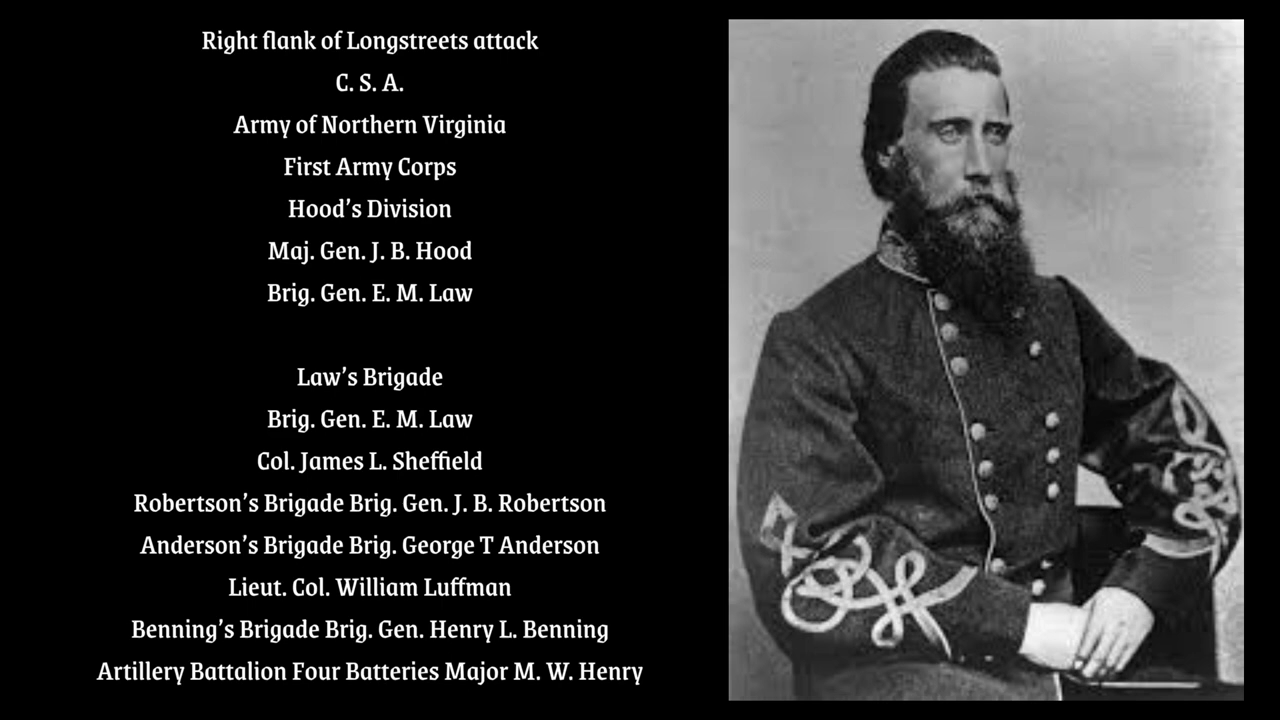 Right flank of Longstreets attack
C. S. A.
Army of Northern Virginia
First Army Corps
Hood’s Division
Maj. Gen. J. B. Hood
Brig. Gen. E. M. Law
Law’s Brigade
Brig. Gen. E. M. Law
Col. James L. Sheffield
Robertson’s Brigade Brig. Gen. J. B. Robertson
Anderson’s Brigade Brig. George T Anderson
Lieut. Col. William Luffman
Benning’s Brigade Brig. Gen. Henry L. Benning
Artillery Battalion Four Batteries Major M. W. Henry